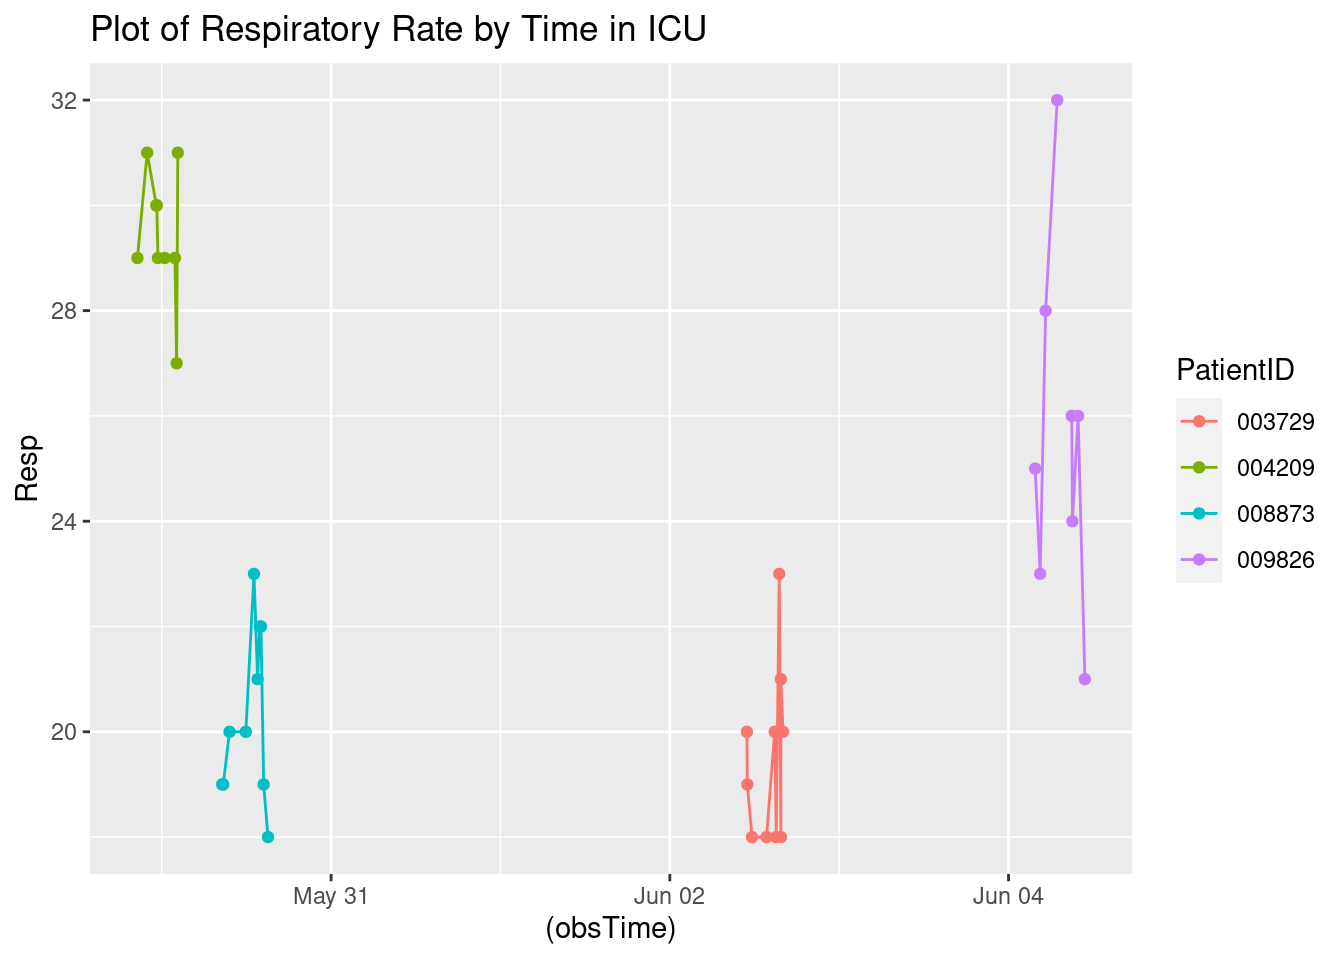 Plot of Respiratory Rate by Time in ICU
32
28
24
20
Resp
May 31
Jun 02
Jun 04
(obsTime)
PatientID
003729
004209
008873
009826